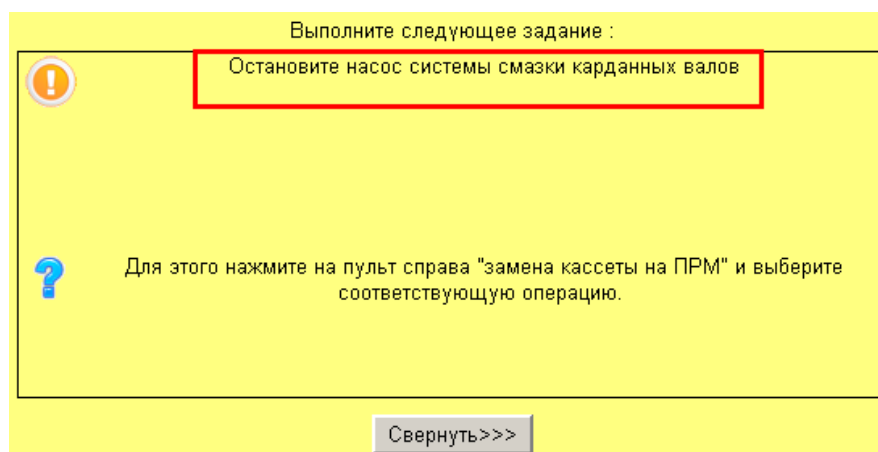 Выполните следующее задание :
Остановите насос системы смазки карданных валов
Для этого нажмите на пульт справа "замена кассеты на ПРМ" и выберите
соответствующую операцию.
Свернуть>>>